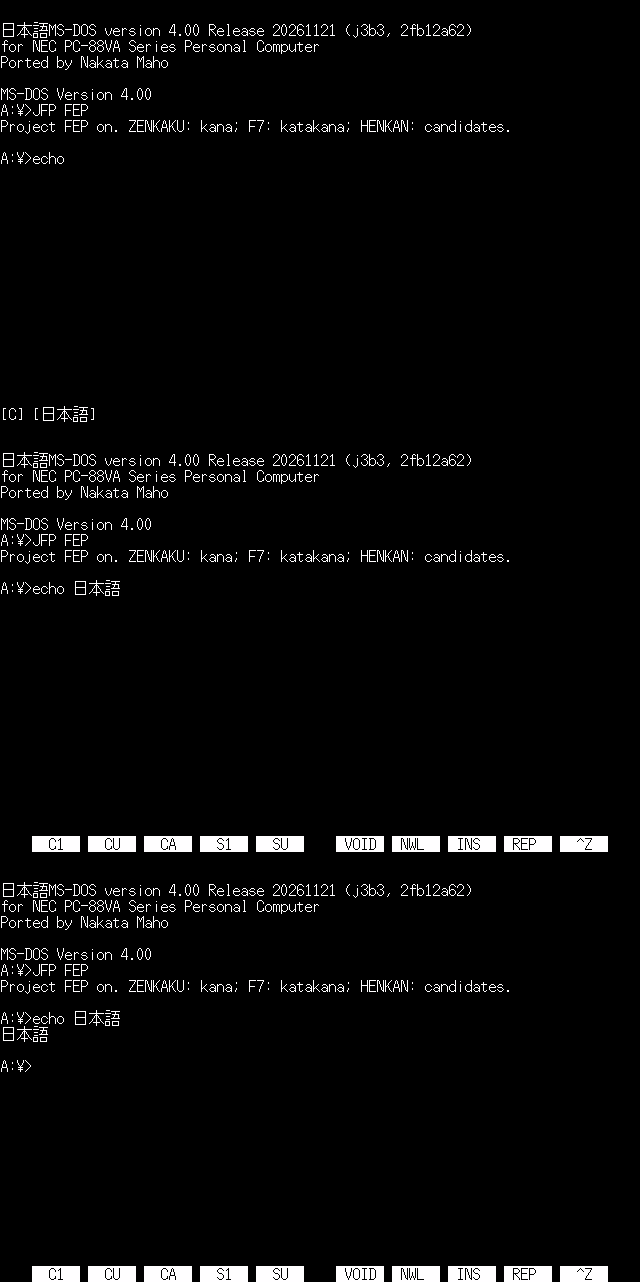 日本語MS-DOS version 4.00 Release 20261121 (j3b3, 2fb12a62)
for NEC PC-88VA Series Personal Computer
Ported by Nakata Maho
MS-DOS Version 4.00
A:¥>JFP FEP
Project FEP on. ZENKAKU: kana; F7: katakana; HENKAN: candidates.
A:¥>echo
[C] [日本語]
日本語MS-DOS version 4.00 Release 20261121 (j3b3, 2fb12a62)
for NEC PC-88VA Series Personal Computer
Ported by Nakata Maho
MS-DOS Version 4.00
A:¥>JFP FEP
Project FEP on. ZENKAKU: kana; F7: katakana; HENKAN: candidates.
A:¥>echo 日本語
C1 CU CA S1 SU VOID NWL INS REP ^Z
日本語MS-DOS version 4.00 Release 20261121 (j3b3, 2fb12a62)
for NEC PC-88VA Series Personal Computer
Ported by Nakata Maho
MS-DOS Version 4.00
A:¥>JFP FEP
Project FEP on. ZENKAKU: kana; F7: katakana; HENKAN: candidates.
A:¥>echo 日本語
日本語
A:¥>
C1 CU CA S1 SU VOID NWL INS REP ^Z